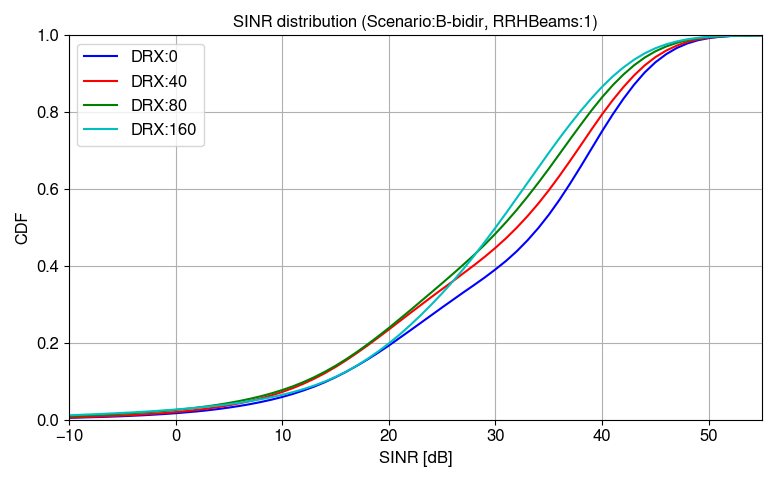 SINR distribution (Scenario:B-bidir, RRHBeams:1)
1.0
0.8
0.6
0.4
0.2
0.0
CDF
DRX:0
DRX:40
DRX:80
DRX:160
−10
0
10
20
30
40
50
SINR [dB]